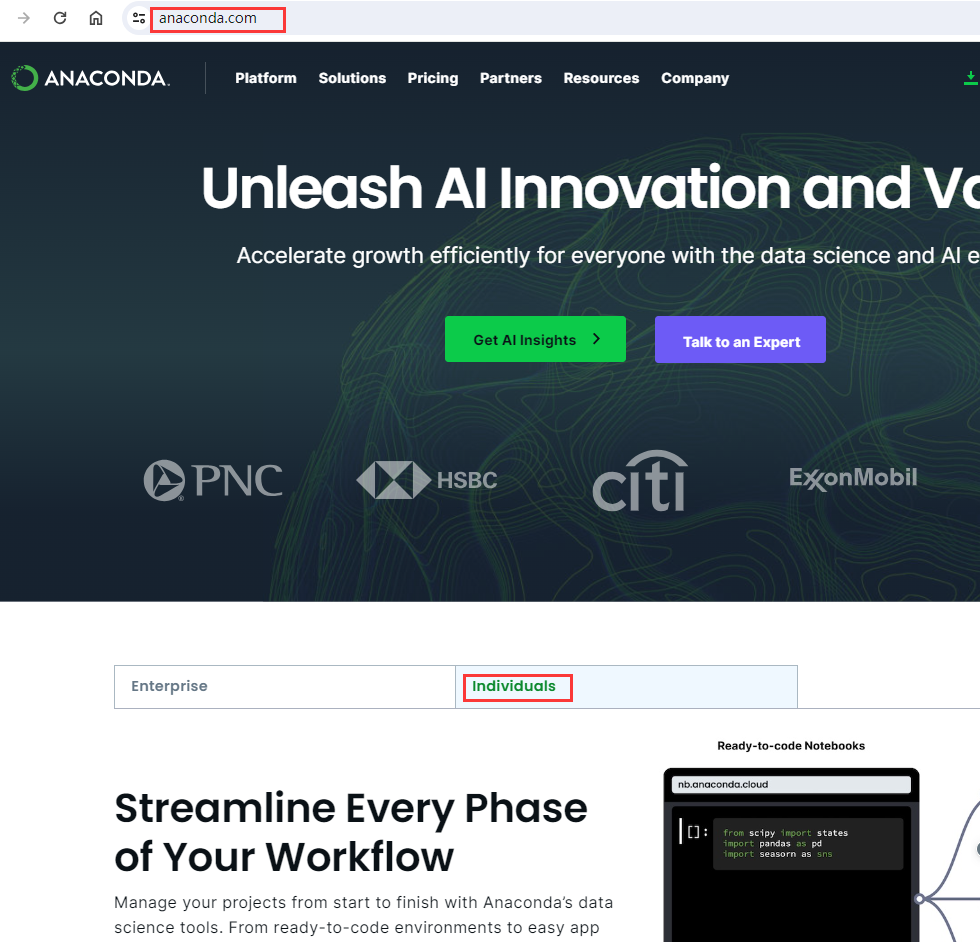 anaconda.com
ANACONDA.
Platform Solutions Pricing Partners Resources Company
Unleash AI Innovation and Va
Accelerate growth efficiently for everyone with the data science and AI e
Get AI Insights
Talk to an Expert
PNC
HSBC
citi
ExxonMobil
Enterprise
Individuals
Ready-to-code Notebooks
nb.anaconda.cloud
[]:
from scipy import states
import pandas as pd
import seasorn as sns
Streamline Every Phase
of Your Workflow
Manage your projects from start to finish with Anaconda’s data
science tools. From ready-to-code environments to easy app